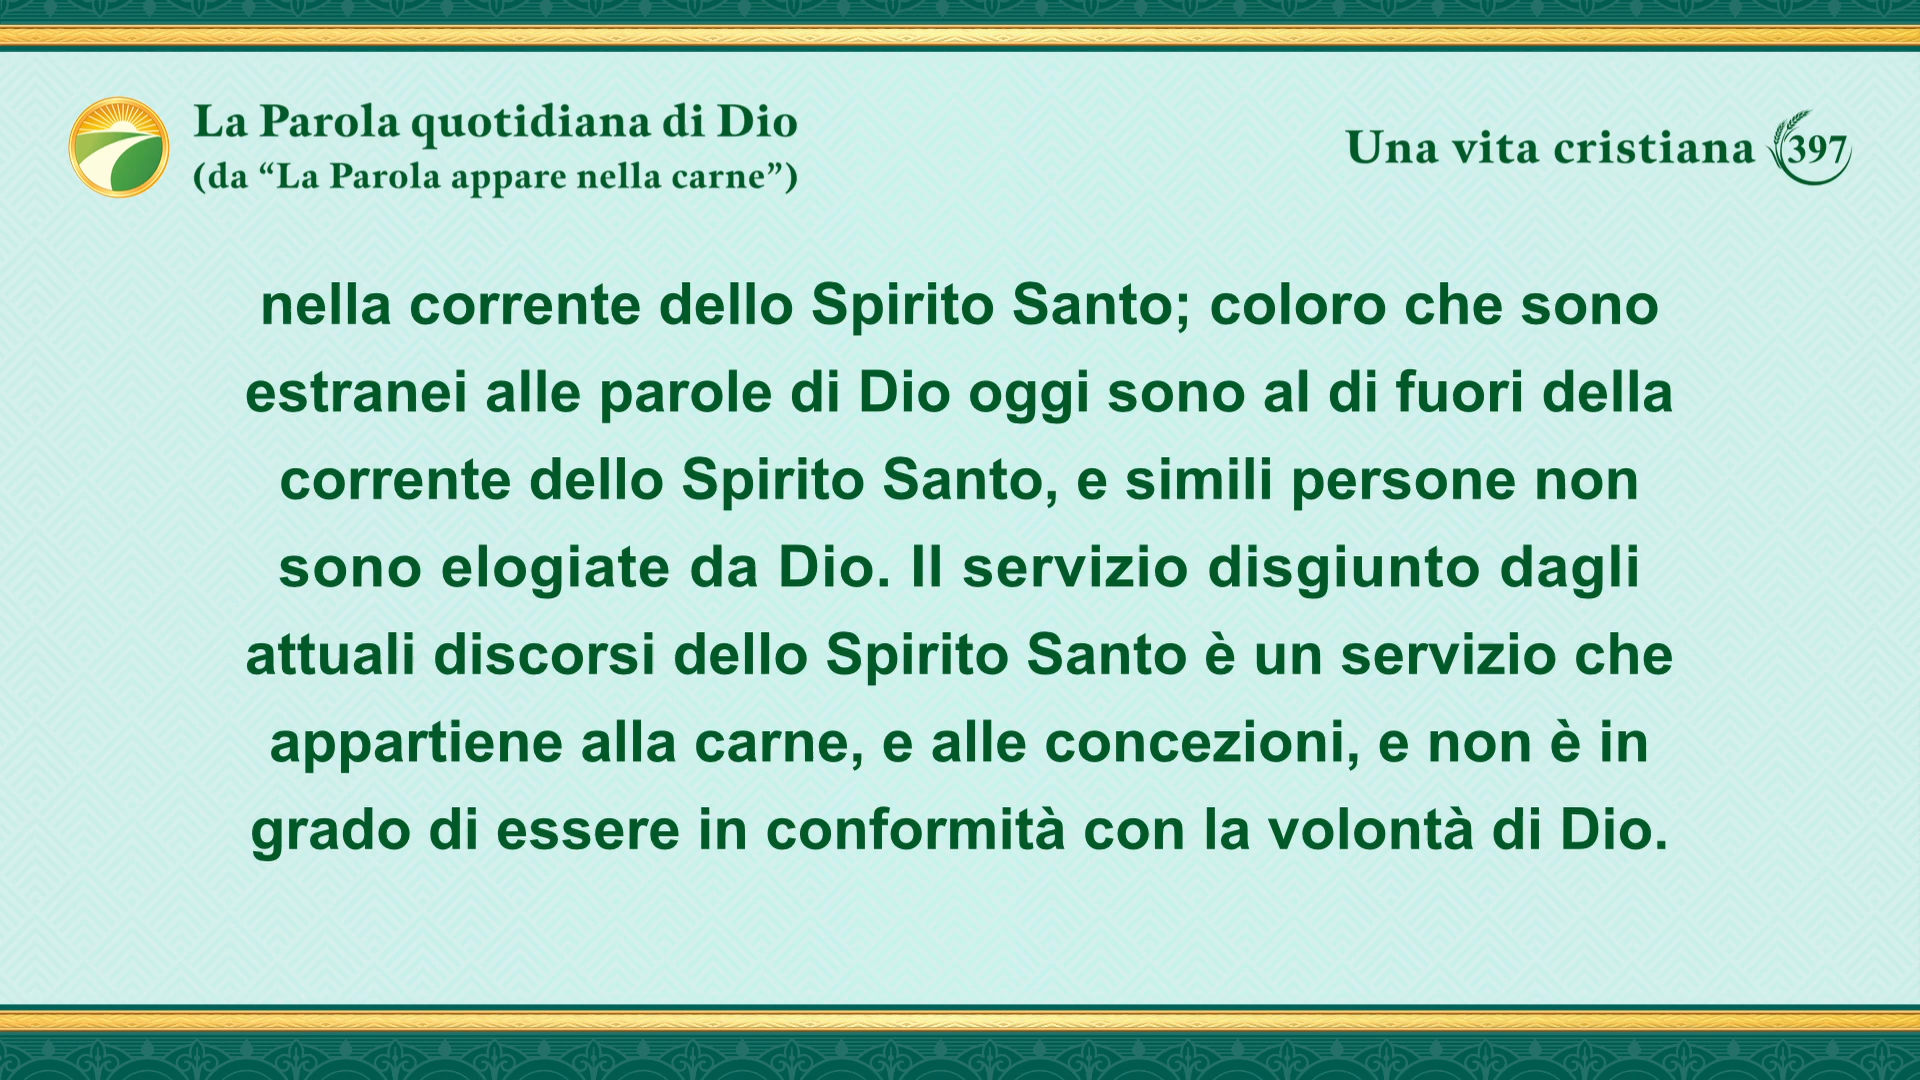 La Parola quotidiana di Dio
(da “La Parola appare nella carne”)
Una vita cristiana 397
nella corrente dello Spirito Santo; coloro che sono
estranei alle parole di Dio oggi sono al di fuori della
corrente dello Spirito Santo, e simili persone non
sono elogiate da Dio. Il servizio disgiunto dagli
attuali discorsi dello Spirito Santo è un servizio che
appartiene alla carne, e alle concezioni, e non è in
grado di essere in conformità con la volontà di Dio.